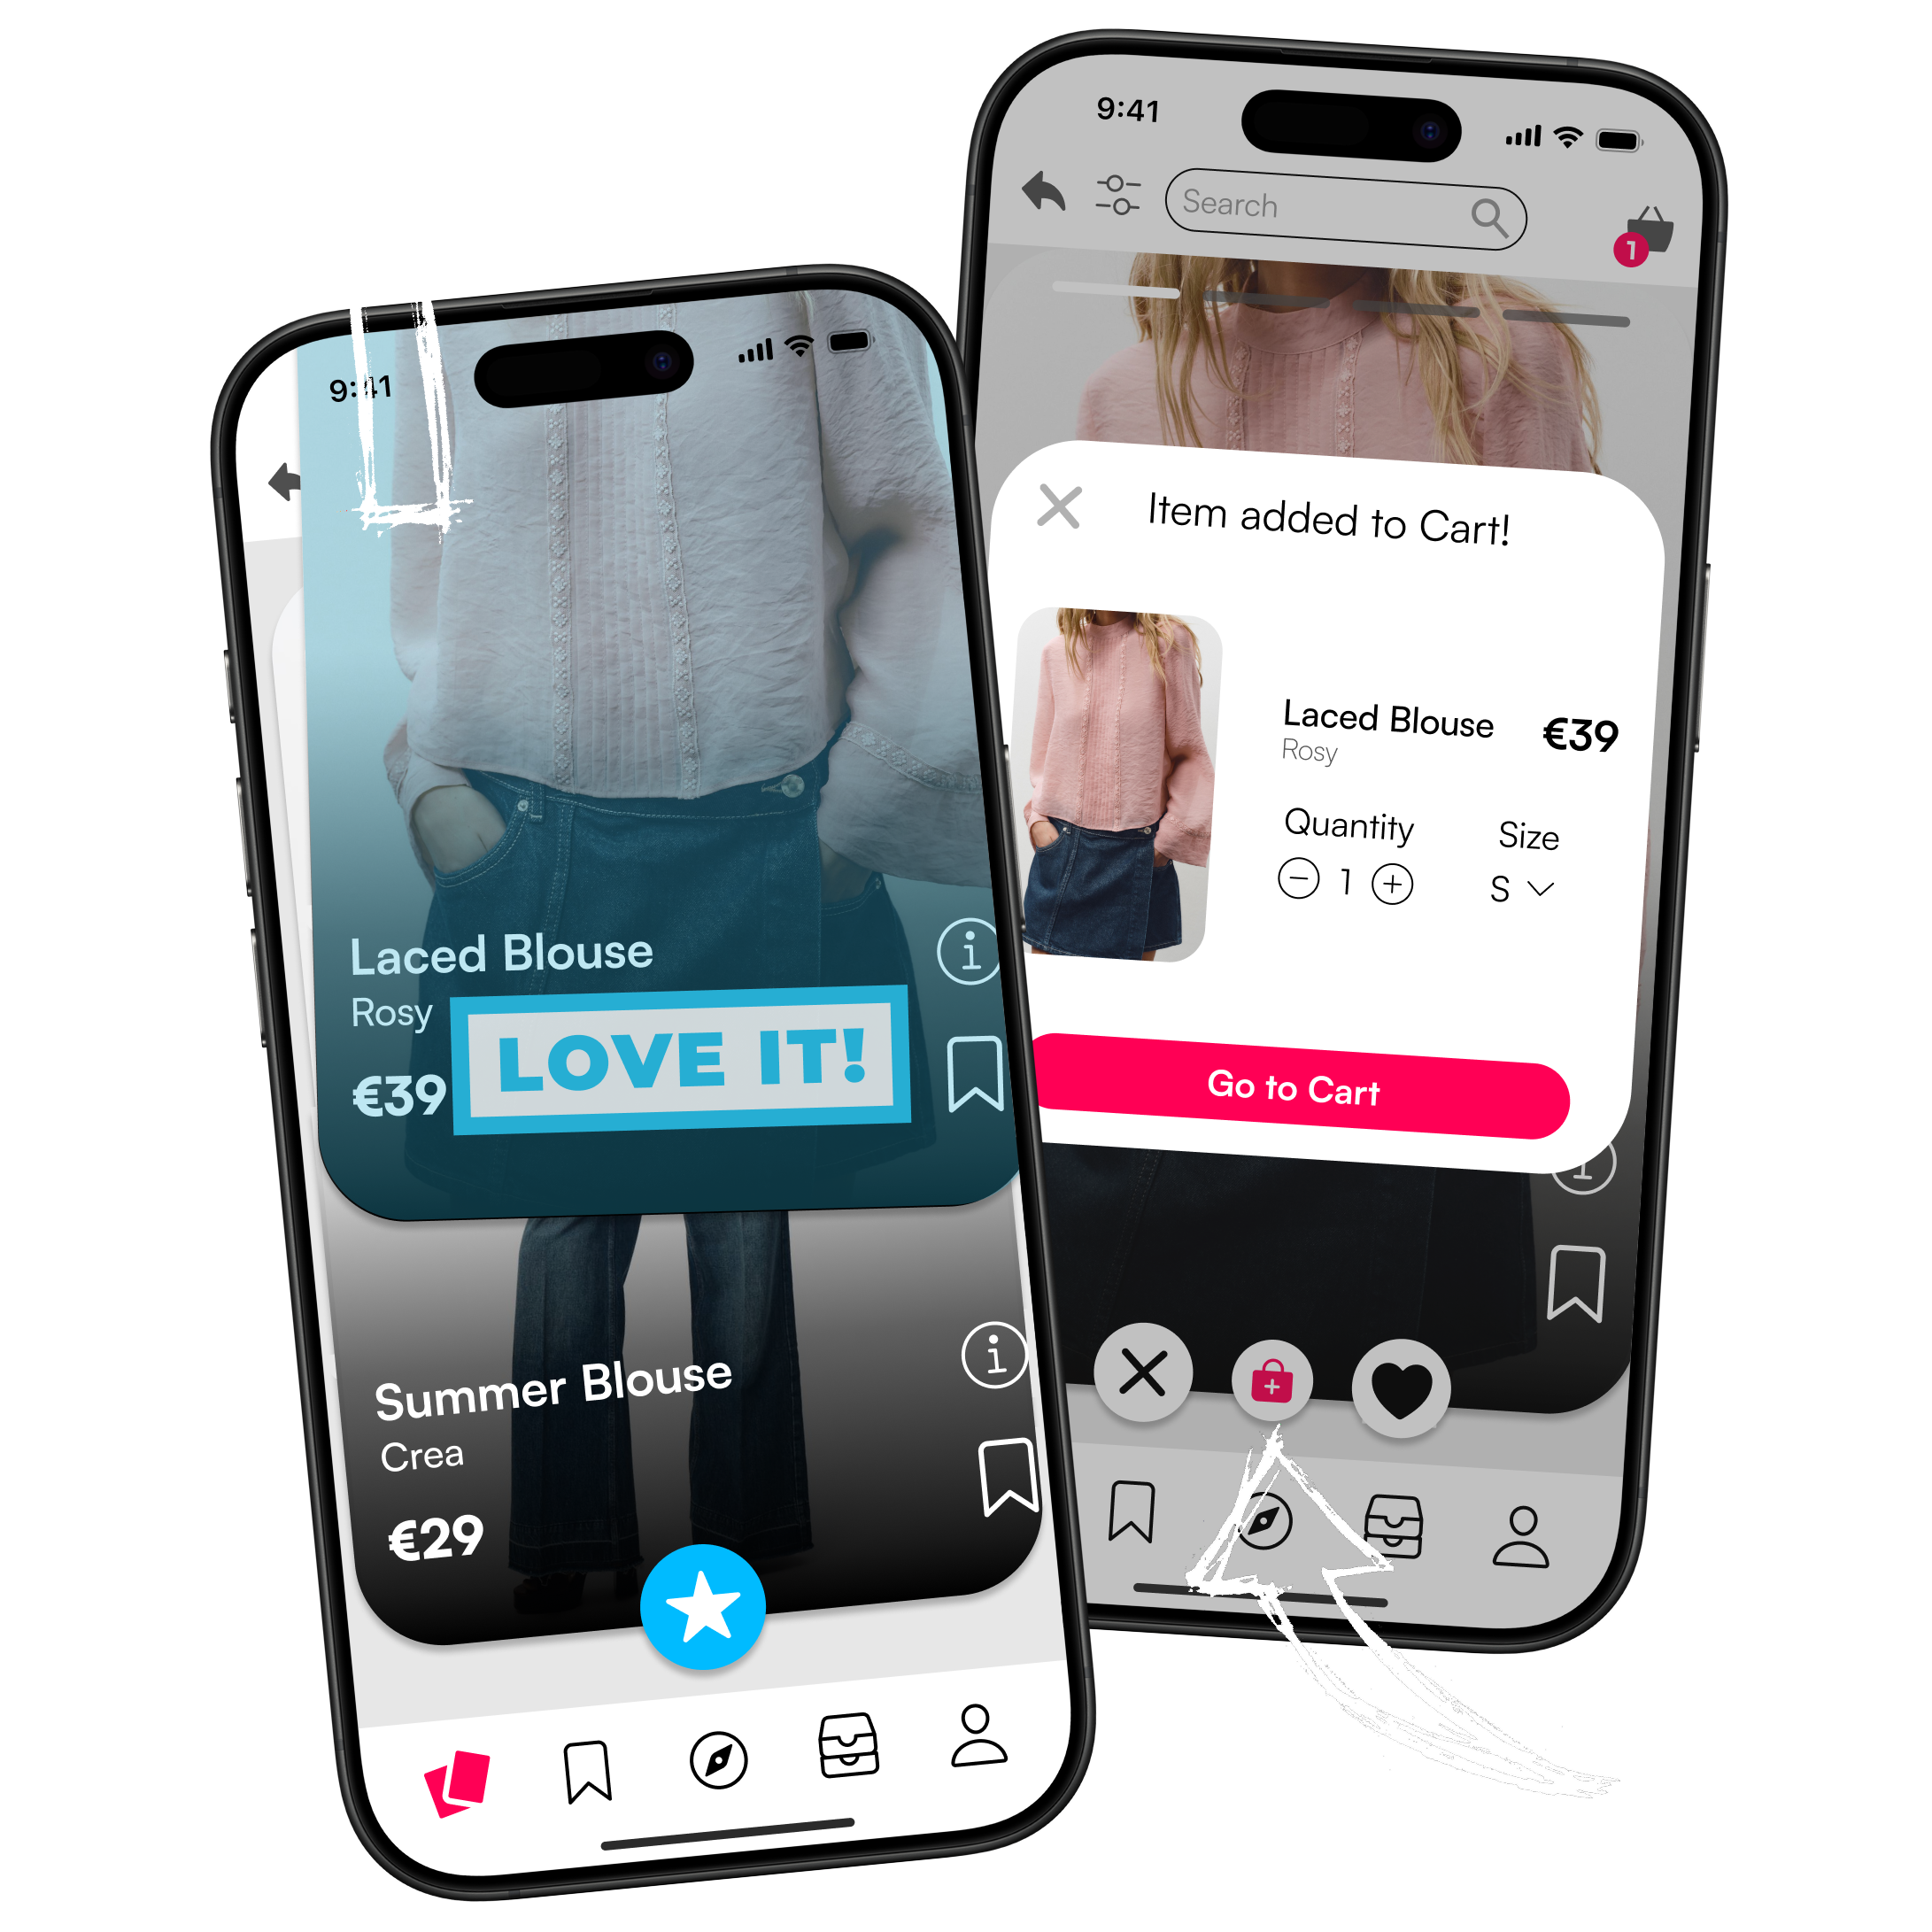 9:41
Laced Blouse
Rosy
€39
LOVE IT!
Summer Blouse
Crea
€29
9:41
Search
1
Item added to Cart!
Laced Blouse
€39
Rosy
Quantity
Size
1
S
Go to Cart